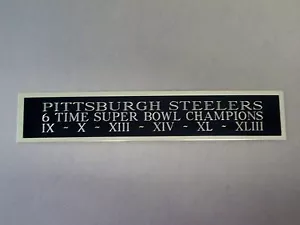 PITTSBURGH STEELERS
6 TIME SUPER BOWL CHAMPIONS
IX - X - XIII - XIV - XL - XLIII